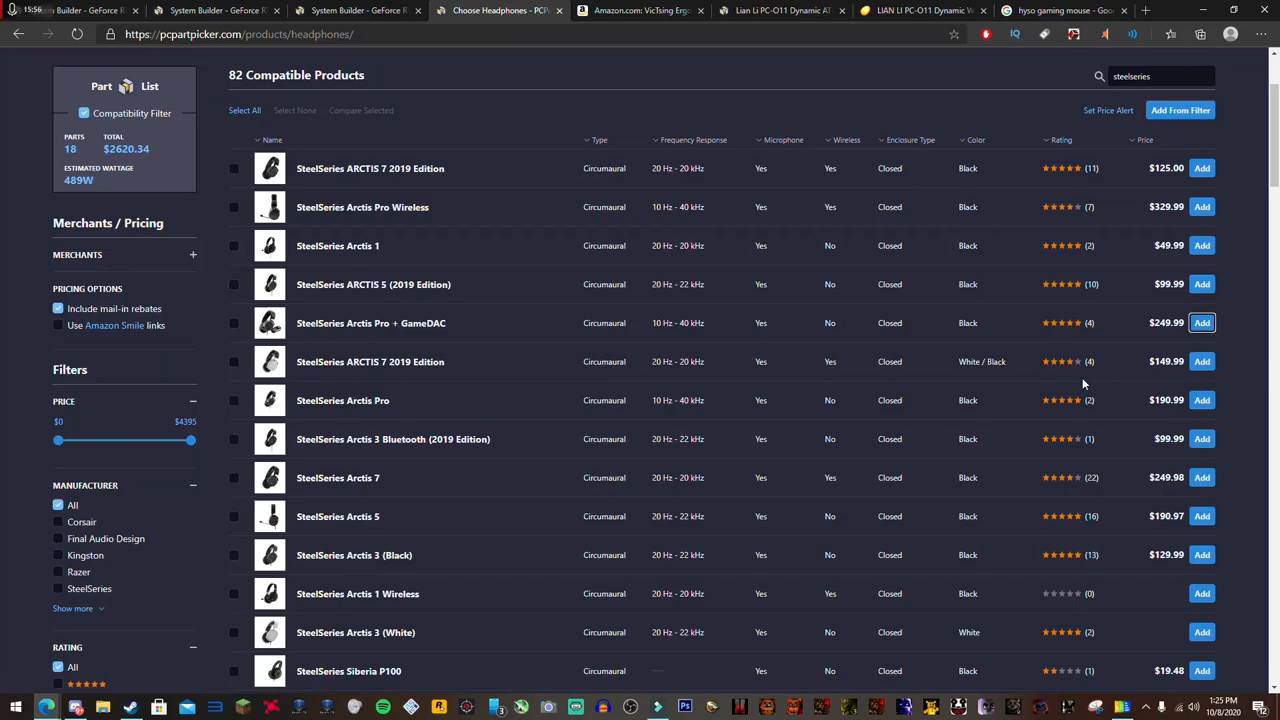 15:56
System Builder - GeForce R
System Builder - GeForce R
System Builder - GeForce R
Choose Headphones - PCPa
Amazon.com: VicTsing Ergo
Lian Li PC-O11 Dynamic AT
LIAN LI PC-O11 Dynamic
hyso gaming mouse - Goo
https://pcpartpicker.com/products/headphones/
Part List
Compatibility Filter
PARTS TOTAL
18 $2620.34
ESTIMATED WATTAGE
489W
Merchants / Pricing
MERCHANTS +
PRICING OPTIONS
Include mail-in rebates
Use Amazon Smile links
Filters
PRICE
$0 $4395
MANUFACTURER
All
Corsair
Final Audio Design
Kingston
Razer
SteelSeries
Show more
RATING
All
82 Compatible Products
steelseries
Select All Select None Compare Selected Set Price Alert Add From Filter
Name Type Frequency Response Microphone Wireless Enclosure Type Color Rating Price
SteelSeries Arctis 7 2019 Edition Circumaural 20 Hz - 20 kHz Yes Yes Closed Black (11) $125.00 Add
SteelSeries Arctis Pro Wireless Circumaural 10 Hz - 40 kHz Yes Yes Closed Black (7) $329.99 Add
SteelSeries Arctis 1 Circumaural 20 Hz - 20 kHz Yes No Closed Black (2) $49.99 Add
SteelSeries ARCTIS 5 (2019 Edition) Circumaural 20 Hz - 22 kHz Yes No Closed Black (10) $99.99 Add
SteelSeries Arctis Pro + GameDAC Circumaural 10 Hz - 40 kHz Yes No Closed Black (4) Add
SteelSeries ARCTIS 7 2019 Edition Circumaural 20 Hz - 20 kHz Yes Yes Closed / Black (4) $149.99 Add
SteelSeries Arctis Pro Circumaural 10 Hz - 40 kHz Yes No Closed Black (2) $190.99 Add
SteelSeries Arctis 3 Bluetooth (2019 Edition) Circumaural 20 Hz - 22 kHz Yes Closed Black (1) Add
SteelSeries Arctis 7 Circumaural 20 Hz - 20 kHz Yes Yes Closed Black (22) $249.98 Add
SteelSeries Arctis 5 Circumaural 20 Hz - 22 kHz Yes No Closed Black (16) $190.97 Add
SteelSeries Arctis 3 (Black) Circumaural 20 Hz - 22 kHz Yes No Closed Black (13) $129.99 Add
SteelSeries Arctis 1 Wireless Circumaural 20 Hz - 20 kHz Yes Closed Black (0) Add
SteelSeries Arctis 3 (White) Circumaural 20 Hz - 22 kHz Yes No Closed White (2) Add
SteelSeries Siberia P100 Circumaural Yes No Closed Black (2) Add
1:25 PM
10/8/2020